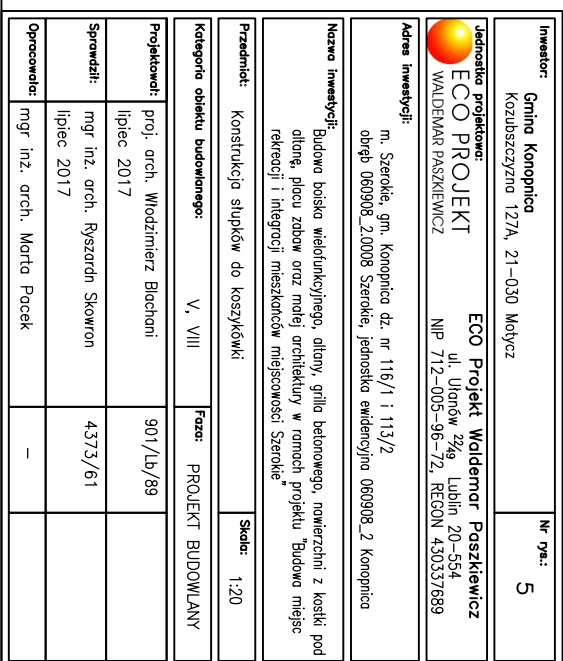 Inwestor:
Gmina Konopnica
Kozubszczyzna 127A, 21-030 Motycz
Nr rys.:
5
Jednostka projektowa:
ECO PROJEKT
WALDEMAR PASZKIEWICZ
ECO Projekt Waldemar Paszkiewicz
ul. Ułanów 22/49 Lublin 20-554
NIP 712-005-96-72, REGON 430337689
Adres inwestycji:
m. Szerokie, gm. Konopnica dz. nr 116/1 i 113/2
obręb 060908_2.0008 Szerokie, jednostka ewidencyjna 060908_2 Konopnica
Nazwa inwestycji:
Budowa boiska wielofunkcyjnego, altany, grilla betonowego, nawierzchni z kostki pod
altanę, placu zabaw oraz małej architektury w ramach projektu "Budowa miejsc
rekreacji i integracji mieszkańców miejscowości Szerokie"
Przedmiot:
Konstrukcja słupków do koszykówki
Skala:
1:20
Kategoria obiektu budowlanego:
V, VIII
Faza:
PROJEKT BUDOWLANY
Projektował:
proj. arch. Włodzimierz Blachani
lipiec 2017
901/Lb/89
Sprawdził:
mgr inż. arch. Ryszardn Skowron
lipiec 2017
4373/61
Opracowała:
mgr inż. arch. Marta Pacek
-